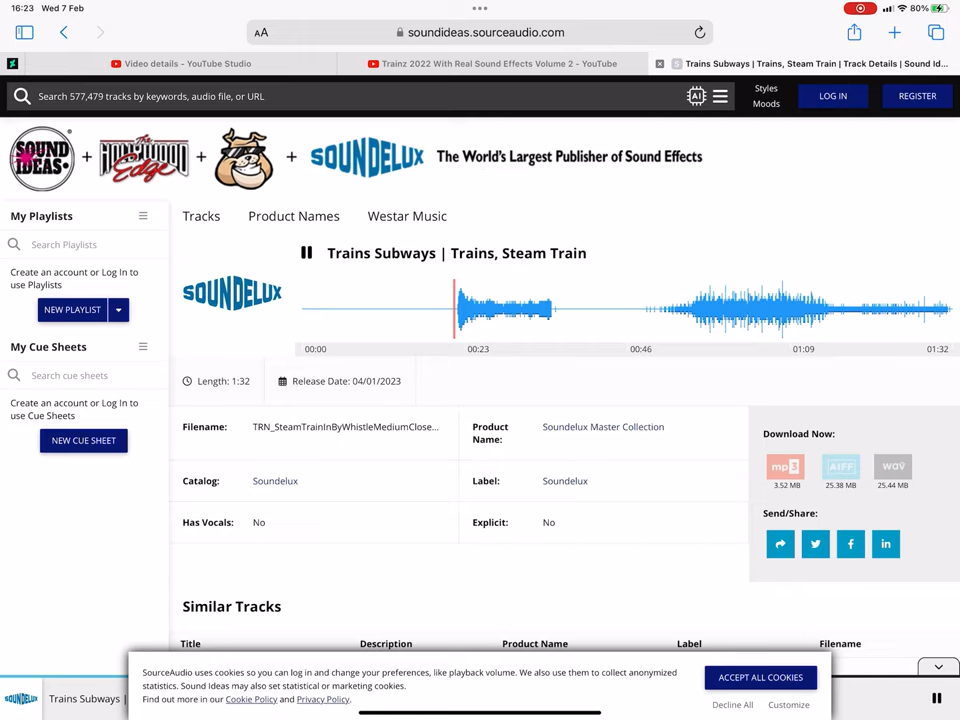 16:23 Wed 7 Feb
80%
AA
soundideas.sourceaudio.com
Video details - YouTube Studio
Trainz 2022 With Real Sound Effects Volume 2 - YouTube
S Trains Subways | Trains, Steam Train | Track Details | Sound Id...
Search 577,479 tracks by keywords, audio file, or URL
AI
Styles
Moods
LOG IN
REGISTER
SOUND IDEAS + The HOLLYWOOD Edge + + SOUNDELUX The World's Largest Publisher of Sound Effects
My Playlists
Search Playlists
Create an account or Log In to
use Playlists
NEW PLAYLIST
My Cue Sheets
Search cue sheets
Create an account or Log In to
use Cue Sheets
NEW CUE SHEET
Tracks Product Names Westar Music
Trains Subways | Trains, Steam Train
SOUNDELUX
00:00 00:23 00:46 01:09 01:32
Length: 1:32 Release Date: 04/01/2023
Filename: TRN_SteamTrainInByWhistleMediumClose...
Product Name: Soundelux Master Collection
Catalog: Soundelux
Label: Soundelux
Has Vocals: No
Explicit: No
Download Now:
mp3 AIFF wav
3.52 MB 25.38 MB 25.44 MB
Send/Share:
Similar Tracks
Title Description Product Name Label Filename
SourceAudio uses cookies so you can log in and change your preferences, like playback volume. We also use them to collect anonymized
statistics. Sound Ideas may also set statistical or marketing cookies.
Find out more in our Cookie Policy and Privacy Policy.
ACCEPT ALL COOKIES
Decline All Customize
SOUNDELUX Trains Subways |